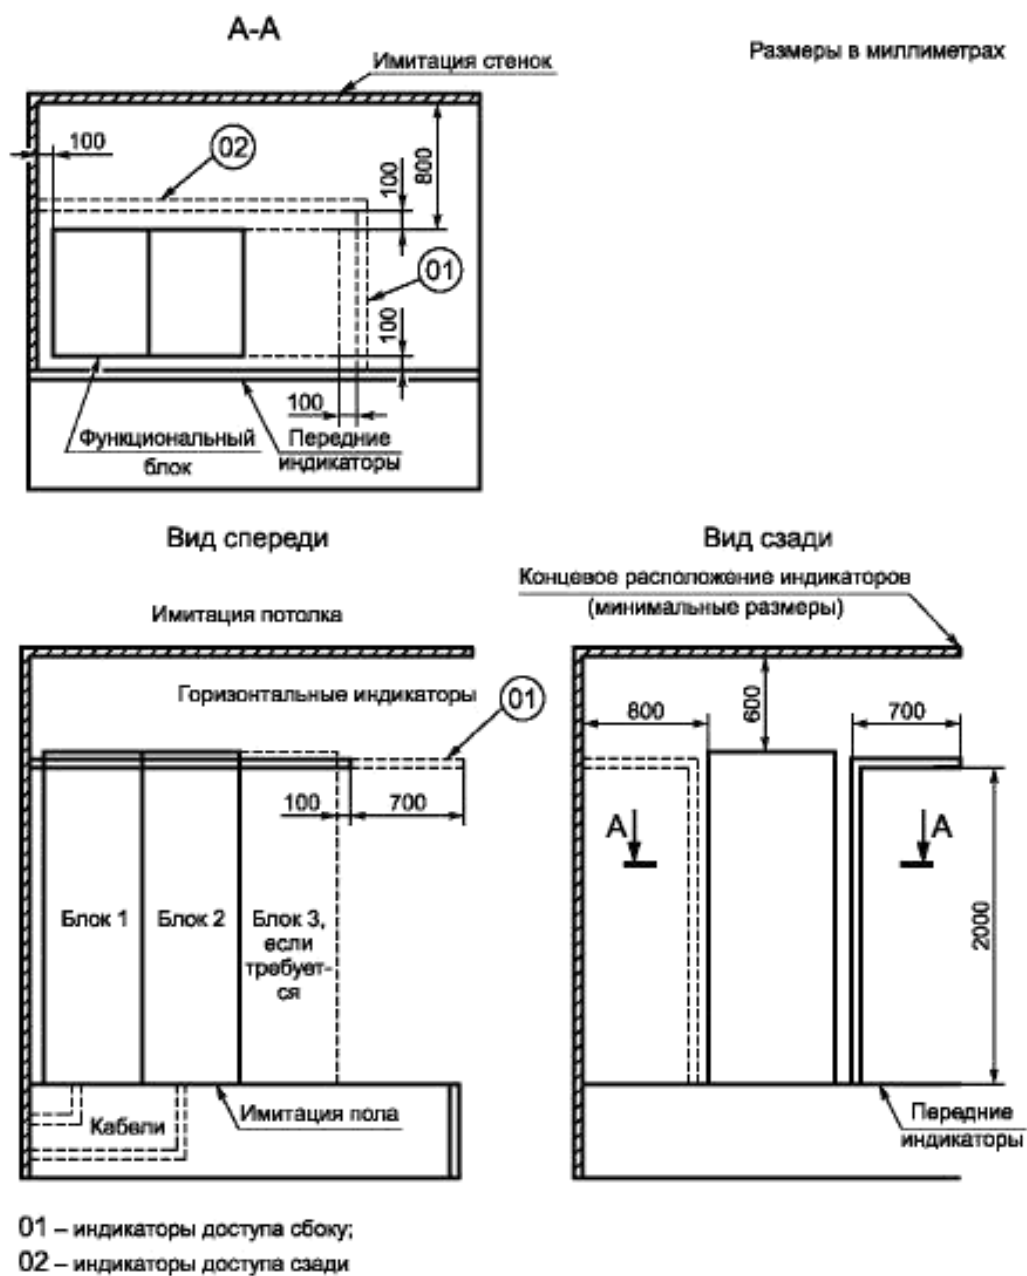 А-А
Размеры в миллиметрах
Имитация стенок
100
02
100
800
01
100
100
Функциональный
блок
Передние
индикаторы
Вид спереди
Вид сзади
Концевое расположение индикаторов
(минимальные размеры)
Имитация потолка
Горизонтальные индикаторы
01
800
600
700
100
700
А
А
Блок 1
Блок 2
Блок 3,
если
требует-
ся
2000
Кабели
Имитация пола
Передние
индикаторы
01 – индикаторы доступа сбоку;
02 – индикаторы доступа сзади